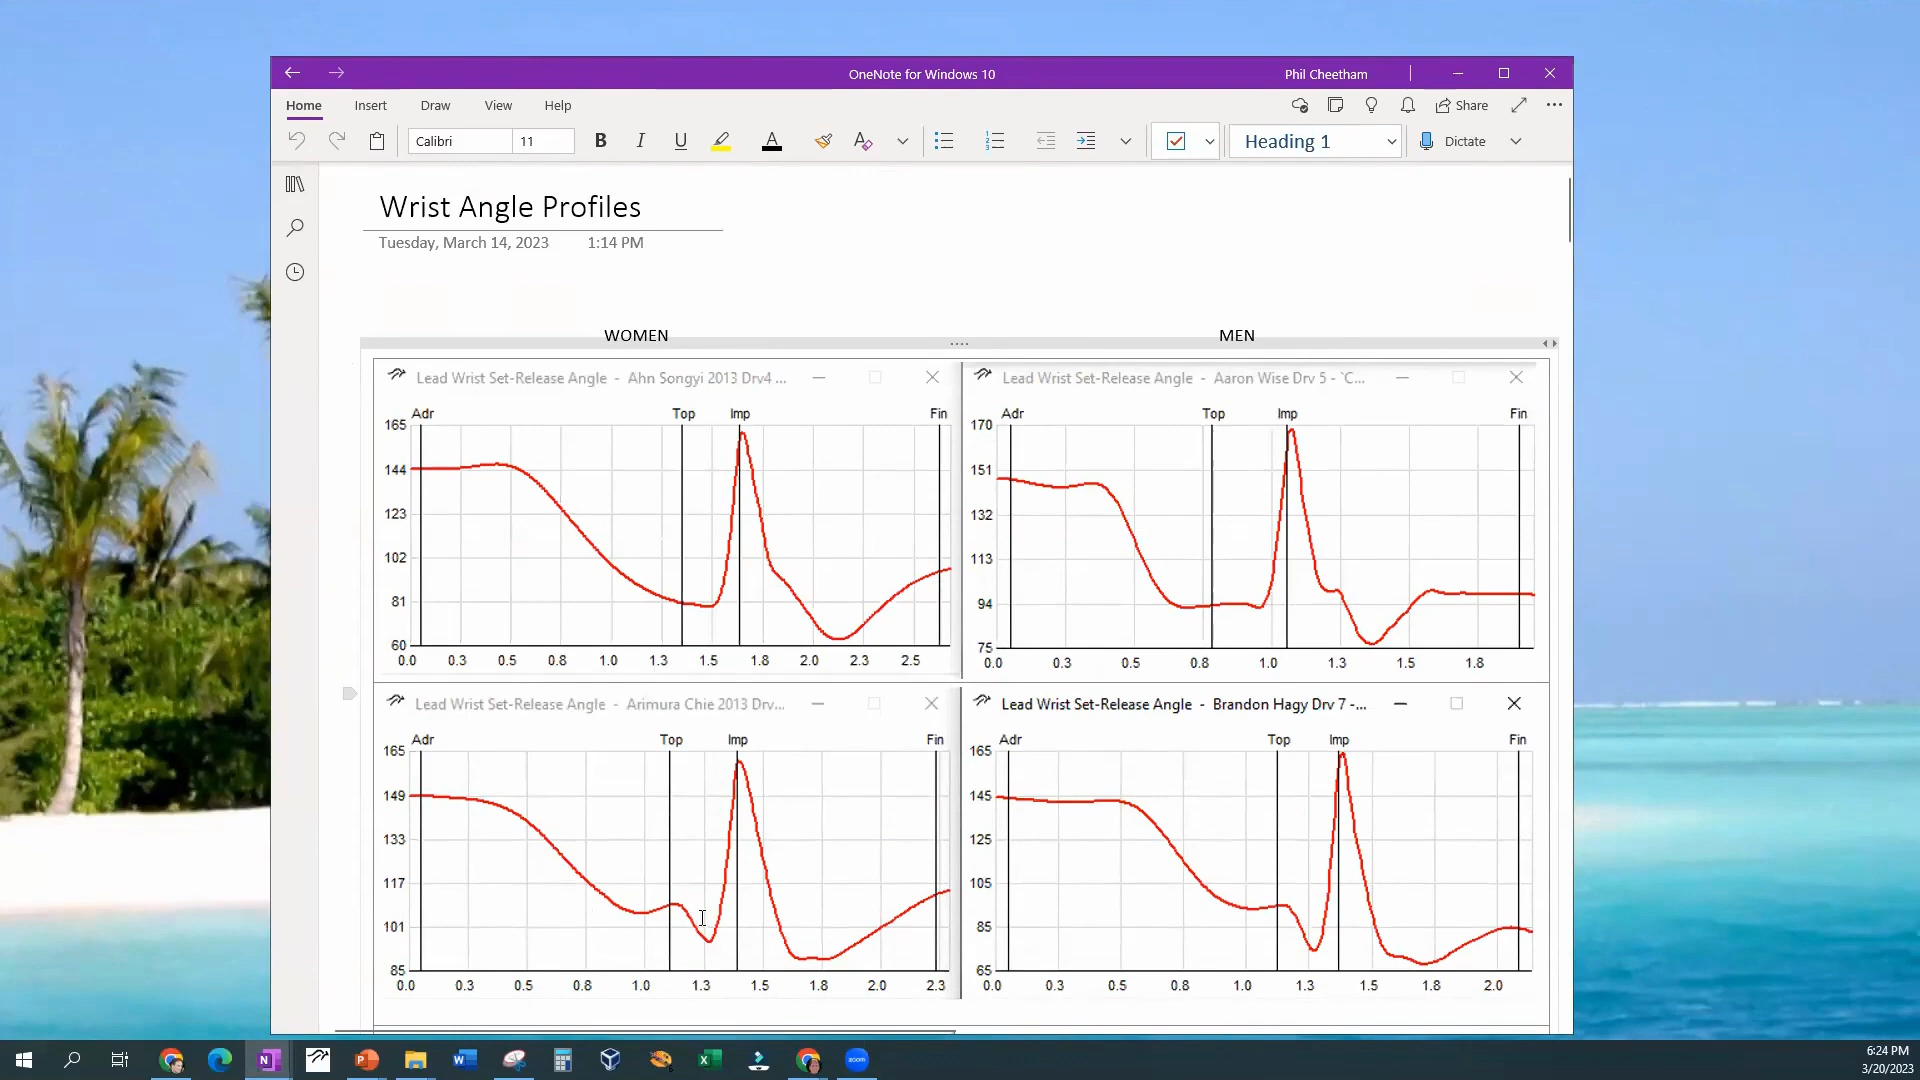 OneNote for Windows 10
Phil Cheetham
Home Insert Draw View Help
Share
Calibri 11 B I U A Heading 1 Dictate
Wrist Angle Profiles
Tuesday, March 14, 2023 1:14 PM
WOMEN MEN
Lead Wrist Set-Release Angle - Ahn Songyi 2013 Drv4 ...
Adr Top Imp Fin
165
144
123
102
81
60
0.0 0.3 0.5 0.8 1.0 1.3 1.5 1.8 2.0 2.3 2.5
Lead Wrist Set-Release Angle - Aaron Wise Drv 5 - `C...
Adr Top Imp Fin
170
151
132
113
94
75
0.0 0.3 0.5 0.8 1.0 1.3 1.5 1.8
Lead Wrist Set-Release Angle - Arimura Chie 2013 Drv...
Adr Top Imp Fin
165
149
133
117
101
85
0.0 0.3 0.5 0.8 1.0 1.3 1.5 1.8 2.0 2.3
Lead Wrist Set-Release Angle - Brandon Hagy Drv 7 -...
Adr Top Imp Fin
165
145
125
105
85
65
0.0 0.3 0.5 0.8 1.0 1.3 1.5 1.8 2.0
zoom
6:24 PM
3/20/2023